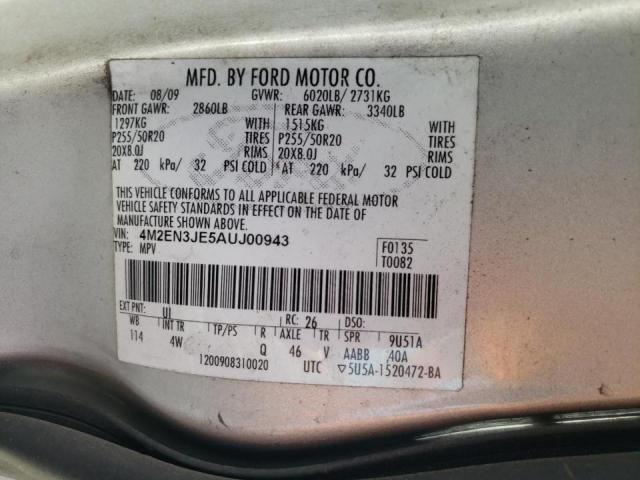 MFD. BY FORD MOTOR CO.
DATE: 08/09 GVWR: 6020LB/ 2731KG
FRONT GAWR: 2860LB REAR GAWR: 3340LB
1297KG WITH 1515KG WITH
P255/50R20 TIRES P255/50R20 TIRES
20X8.0J RIMS 20X8.0J RIMS
AT 220 kPa/ 32 PSI COLD AT 220 kPa/ 32 PSI COLD
THIS VEHICLE CONFORMS TO ALL APPLICABLE FEDERAL MOTOR
VEHICLE SAFETY STANDARDS IN EFFECT ON THE DATE OF
MANUFACTURE SHOWN ABOVE.
VIN: 4M2EN3JE5AUJ00943
TYPE: MPV
F0135
T0082
EXT PNT: UI RC: 26 DSO:
WB INT TR TP/PS R AXLE TR SPR 9U51A
114 4W Q 46 V AABB 40A
1200908310020 UTC ▽5U5A-1520472-BA